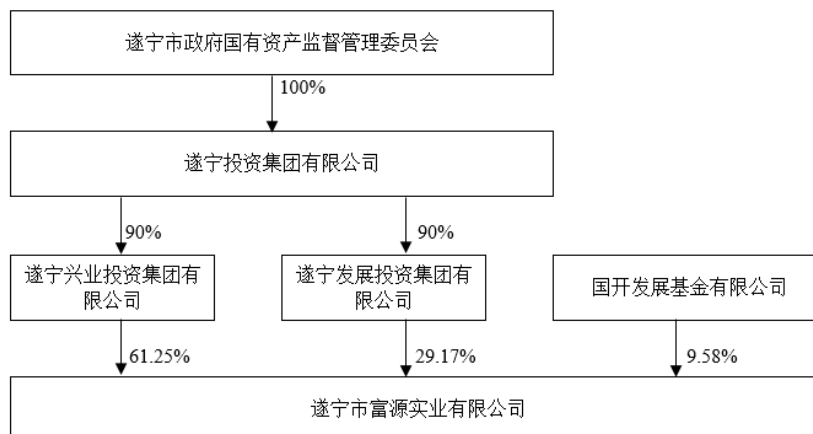 遂宁市政府国有资产监督管理委员会
100%
遂宁投资集团有限公司
90%
90%
遂宁兴业投资集团有
限公司
遂宁发展投资集团有
限公司
国开发展基金有限公司
61.25%
29.17%
9.58%
遂宁市富源实业有限公司